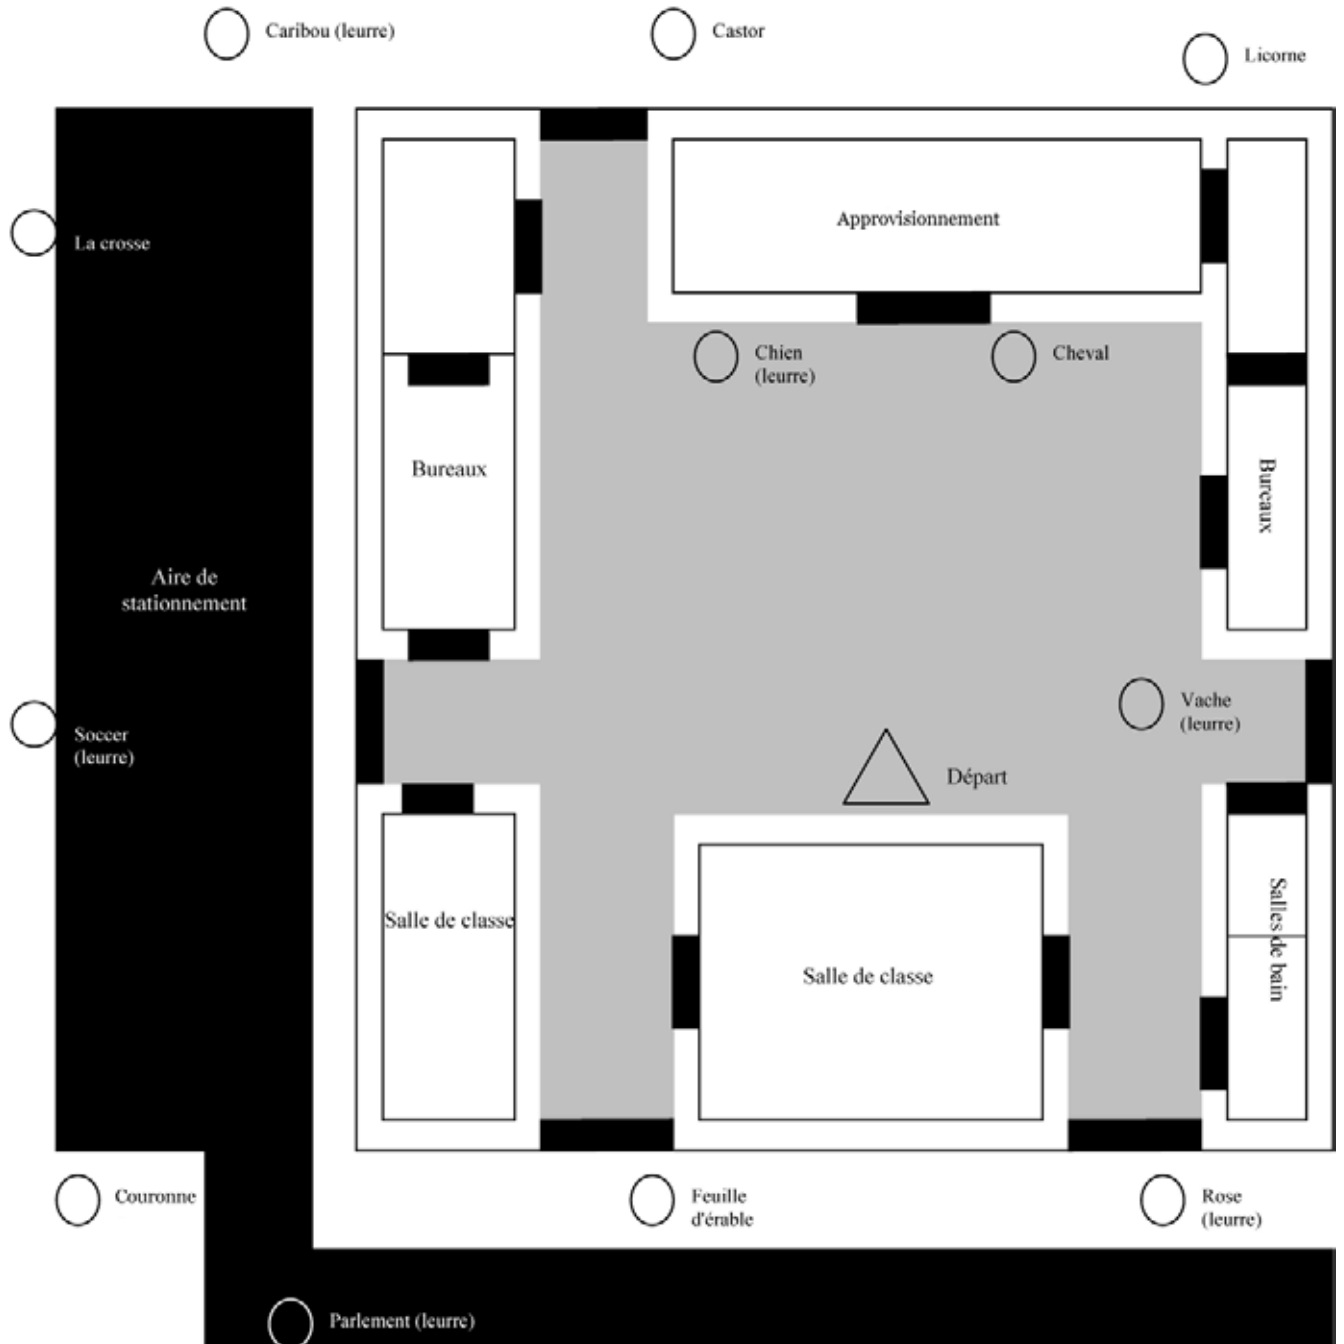 Caribou (leurre)
Castor
Licorne
La crosse
Approvisionnement
Chien
(leurre)
Cheval
Bureaux
Bureaux
Aire de
stationnement
Vache
(leurre)
Soccer
(leurre)
Départ
Salle de classe
Salle de classe
Salles de bain
Couronne
Feuille
d'érable
Rose
(leurre)
Parlement (leurre)